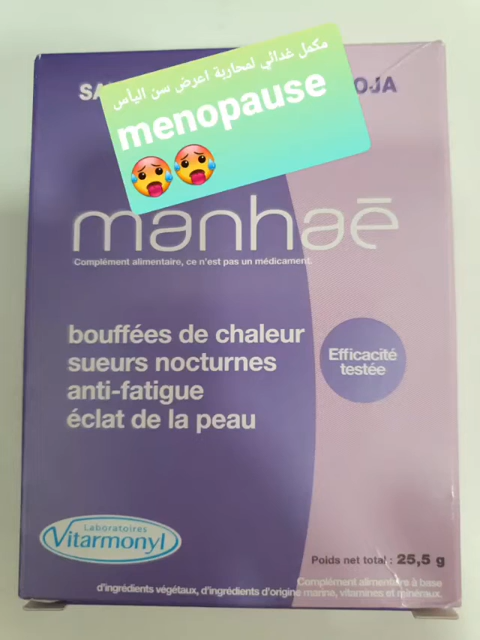 مكمل غدائي لمحاربة اعرض سن اليأس
menopause
🥵🥵
manhaē
Complément alimentaire, ce n'est pas un médicament.
bouffées de chaleur
sueurs nocturnes
anti-fatigue
éclat de la peau
Efficacité
testée
Laboratoires
Vitarmonyl
Poids net total : 25,5 g
Complément alimentaire à base
d'ingrédients végétaux, d'ingrédients d'origine marine, vitamines et minéraux.